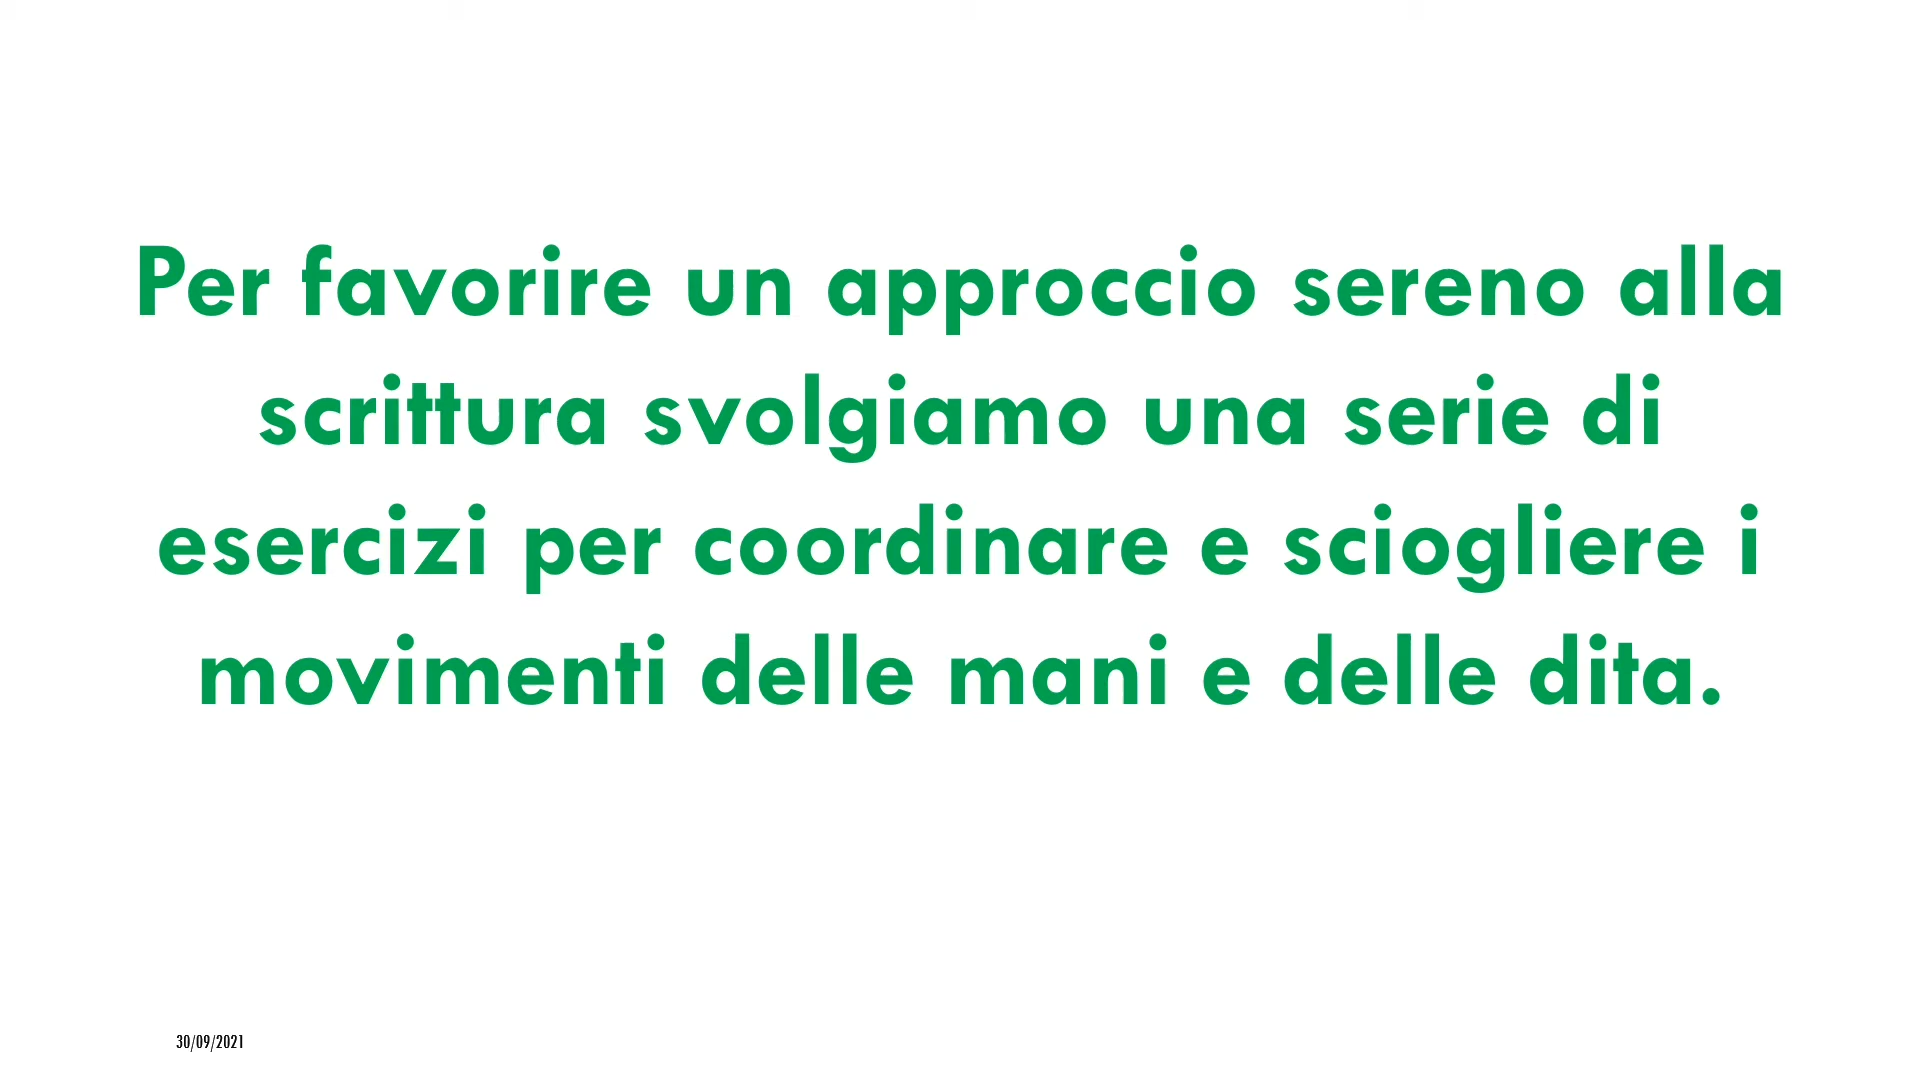 Per favorire un approccio sereno alla
scrittura svolgiamo una serie di
esercizi per coordinare e sciogliere i
movimenti delle mani e delle dita.
30/09/2021